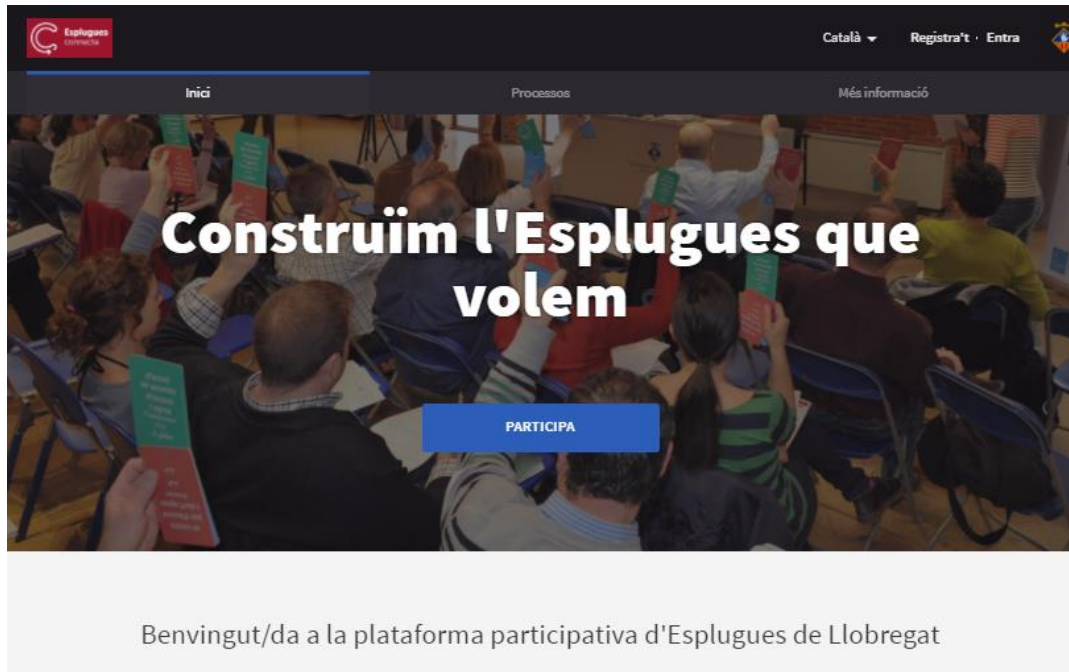 Esplugues
connecta
Català
Registra't · Entra
Inici
Processos
Més informació
Construïm l'Esplugues que
volem
PARTICIPA
Benvingut/da a la plataforma participativa d'Esplugues de Llobregat